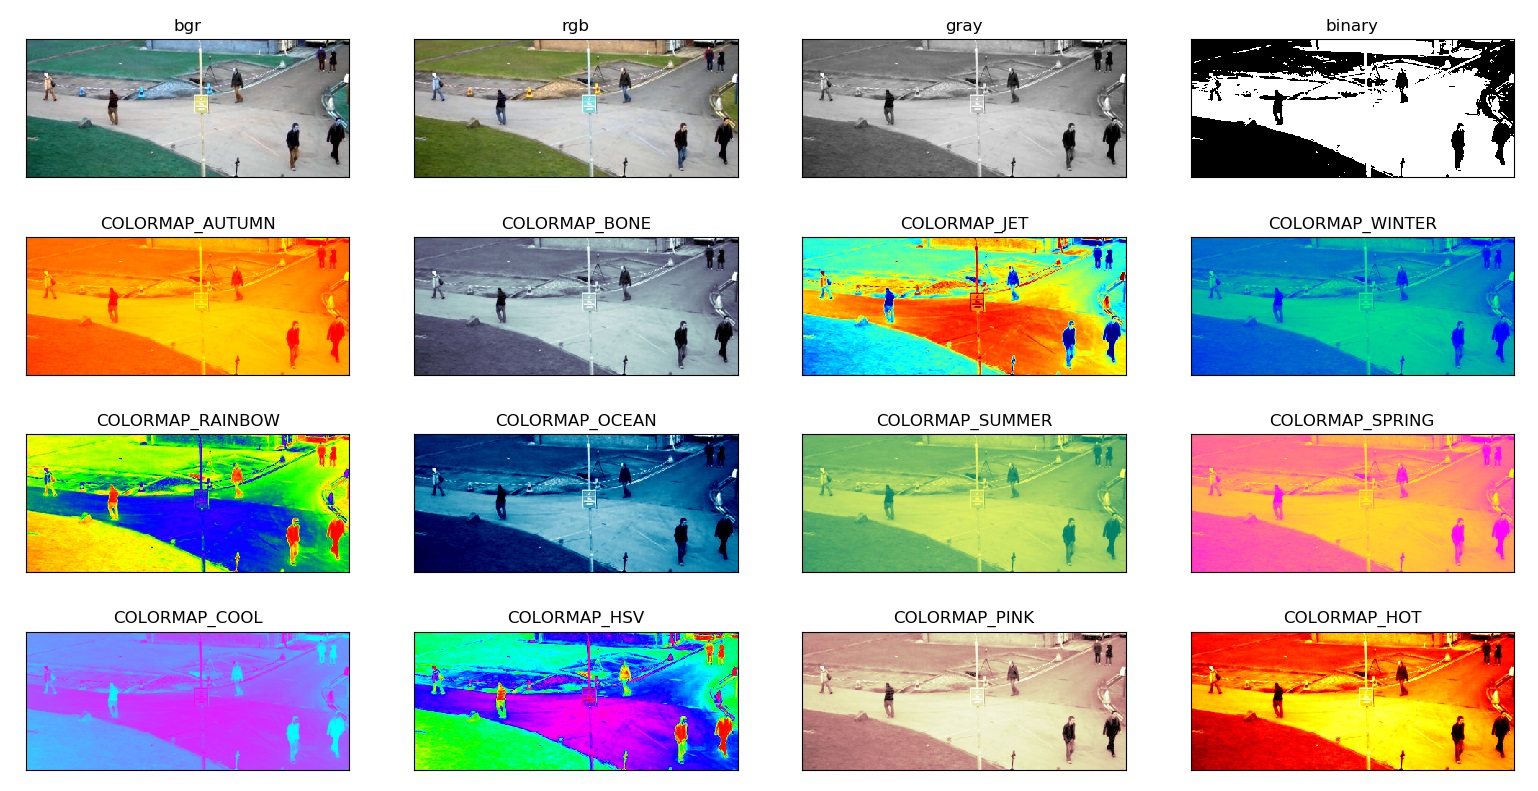 bgr
rgb
gray
binary
COLORMAP_AUTUMN
COLORMAP_BONE
COLORMAP_JET
COLORMAP_WINTER
COLORMAP_RAINBOW
COLORMAP_OCEAN
COLORMAP_SUMMER
COLORMAP_SPRING
COLORMAP_COOL
COLORMAP_HSV
COLORMAP_PINK
COLORMAP_HOT